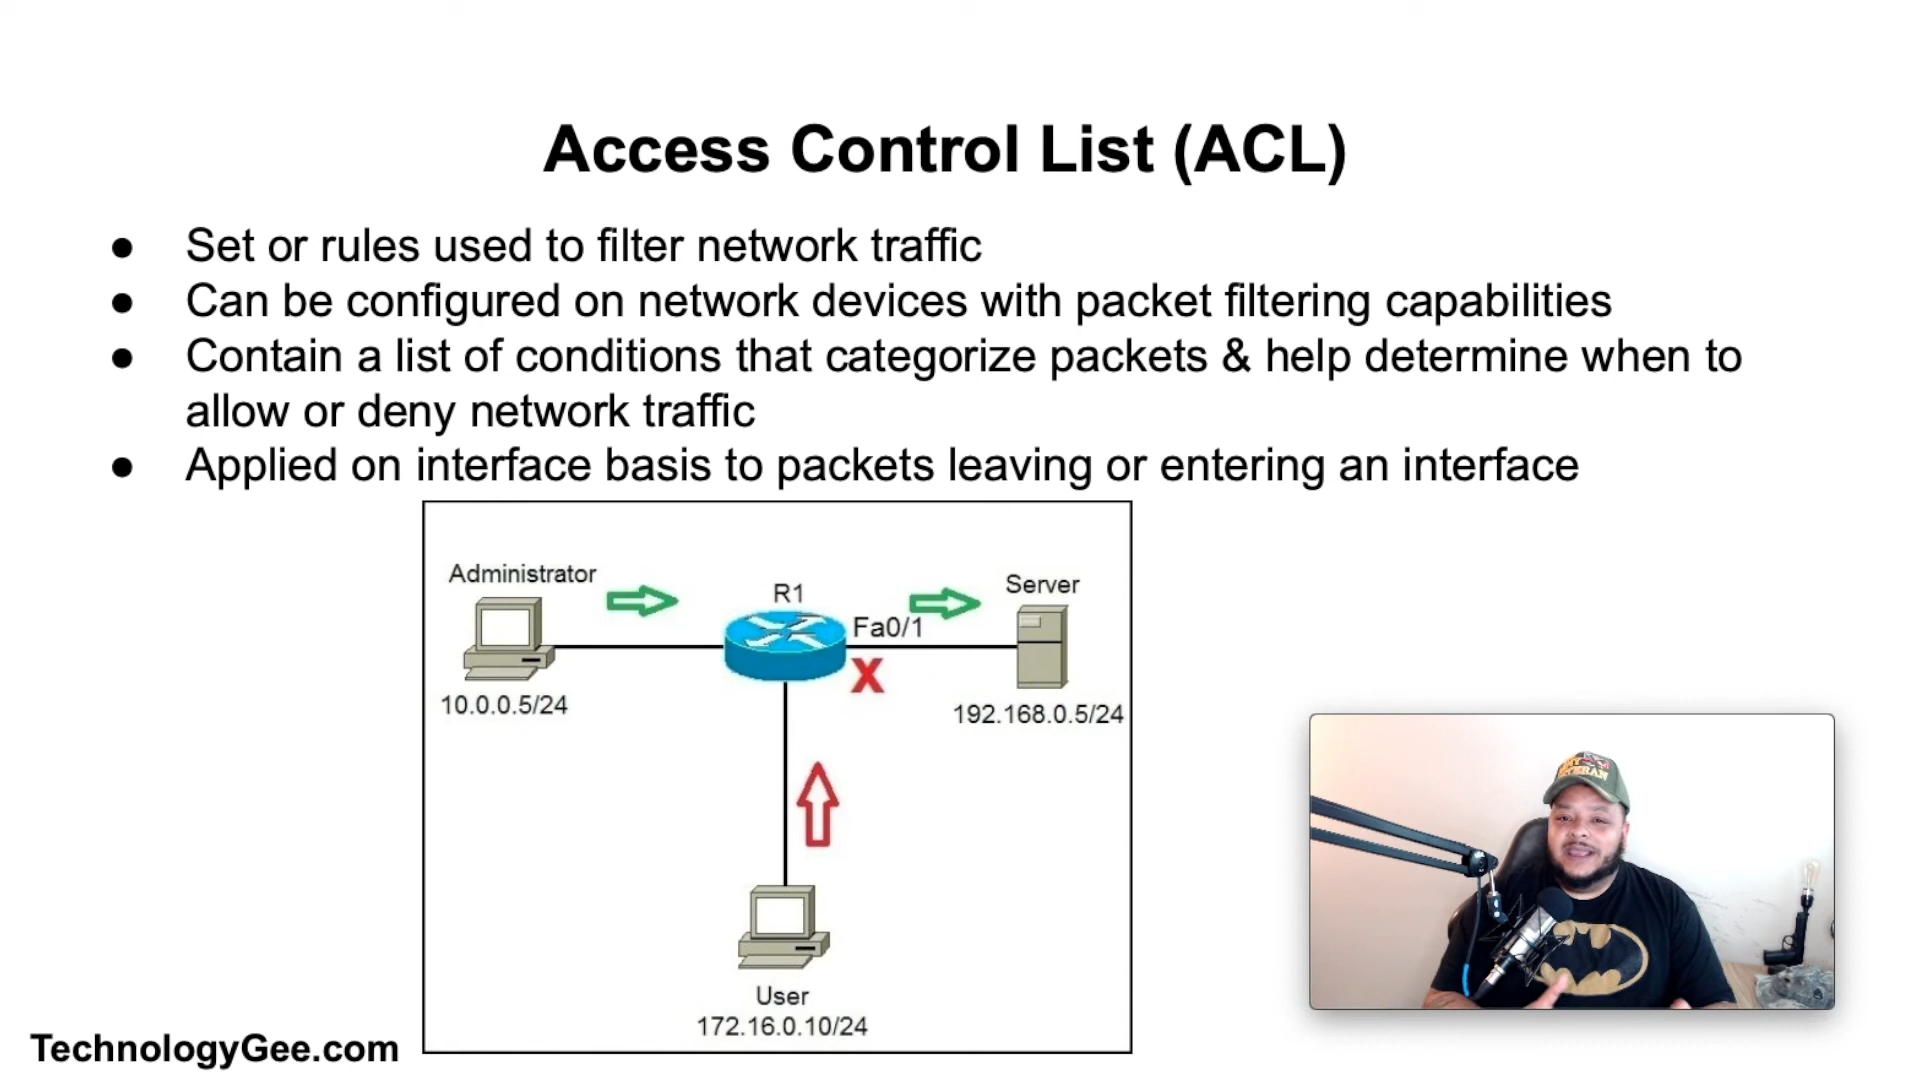 Access Control List (ACL)
● Set or rules used to filter network traffic
● Can be configured on network devices with packet filtering capabilities
● Contain a list of conditions that categorize packets & help determine when to
allow or deny network traffic
● Applied on interface basis to packets leaving or entering an interface
Administrator
R1
Server
Fa0/1
X
10.0.0.5/24
192.168.0.5/24
User
172.16.0.10/24
VETERAN
TechnologyGee.com